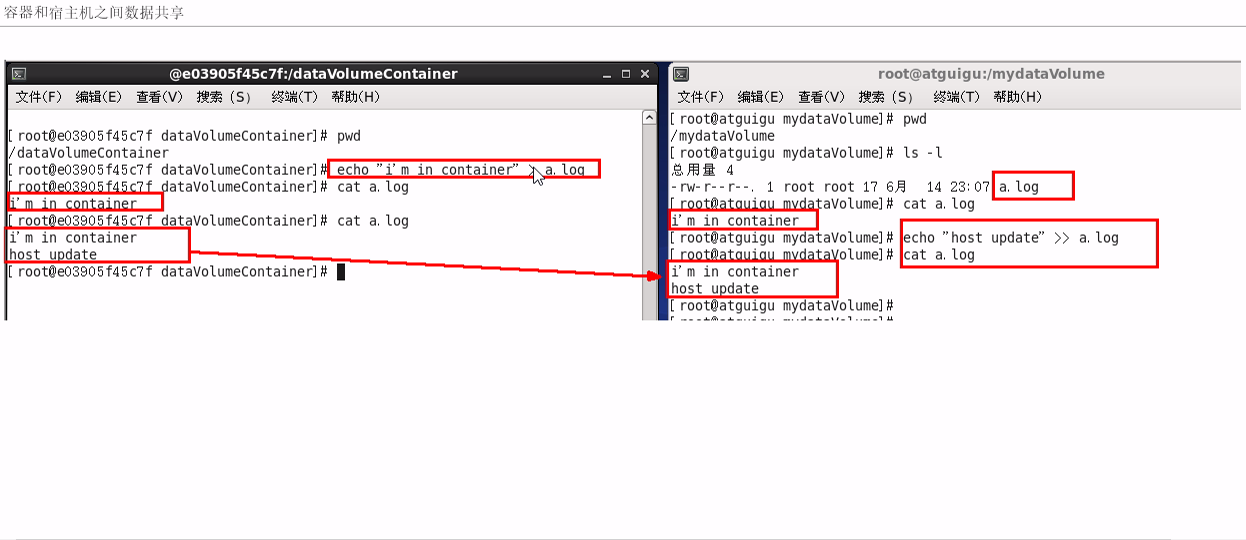 容器和宿主机之间数据共享
@e03905f45c7f:/dataVolumeContainer
文件(F) 编辑(E) 查看(V) 搜索 (S) 终端(T) 帮助(H)
[root@e03905f45c7f dataVolumeContainer]# pwd
/dataVolumeContainer
[root@e03905f45c7f dataVolumeContainer]# echo "i'm in container" > a.log
[root@e03905f45c7f dataVolumeContainer]# cat a.log
i'm in container
[root@e03905f45c7f dataVolumeContainer]# cat a.log
i'm in container
host update
[root@e03905f45c7f dataVolumeContainer]#
root@atguigu:/mydataVolume
文件(F) 编辑(E) 查看(V) 搜索 (S) 终端(T) 帮助(H)
[root@atguigu mydataVolume]# pwd
/mydataVolume
[root@atguigu mydataVolume]# ls -l
总用量 4
-rw-r--r--. 1 root root 17 6月  14 23:07 a.log
[root@atguigu mydataVolume]# cat a.log
i'm in container
[root@atguigu mydataVolume]# echo "host update" >> a.log
[root@atguigu mydataVolume]# cat a.log
i'm in container
host update
[root@atguigu mydataVolume]#
[root@atguigu mydataVolume]#